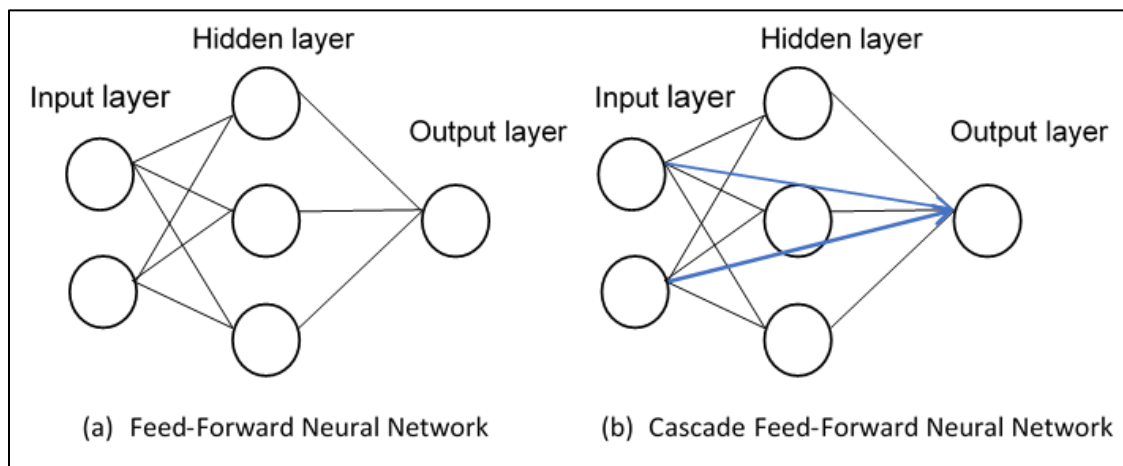 Hidden layer
Input layer
Output layer
(a) Feed-Forward Neural Network
Hidden layer
Input layer
Output layer
(b) Cascade Feed-Forward Neural Network